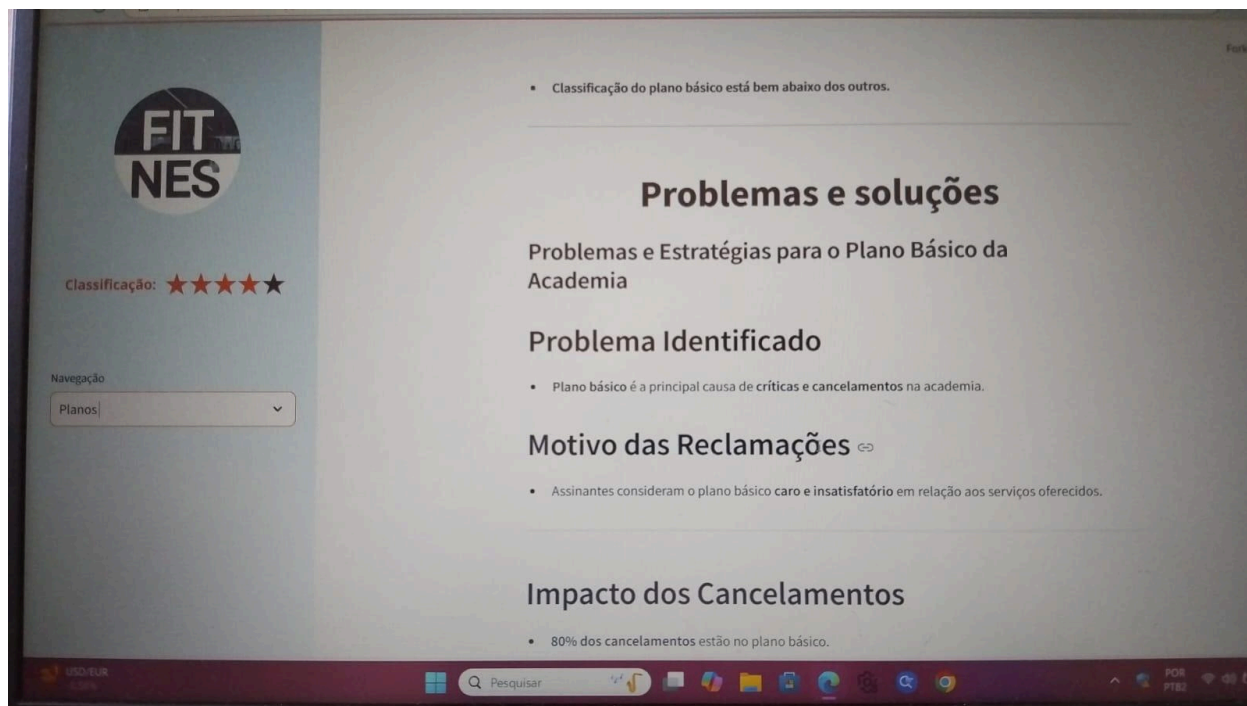 FIT
NES
Classificação:
Navegação
Planos
Fork
• Classificação do plano básico está bem abaixo dos outros.
Problemas e soluções
Problemas e Estratégias para o Plano Básico da
Academia
Problema Identificado
• Plano básico é a principal causa de críticas e cancelamentos na academia.
Motivo das Reclamações
• Assinantes consideram o plano básico caro e insatisfatório em relação aos serviços oferecidos.
Impacto dos Cancelamentos
• 80% dos cancelamentos estão no plano básico.
USD/EUR
Pesquisar
POR
PTB2